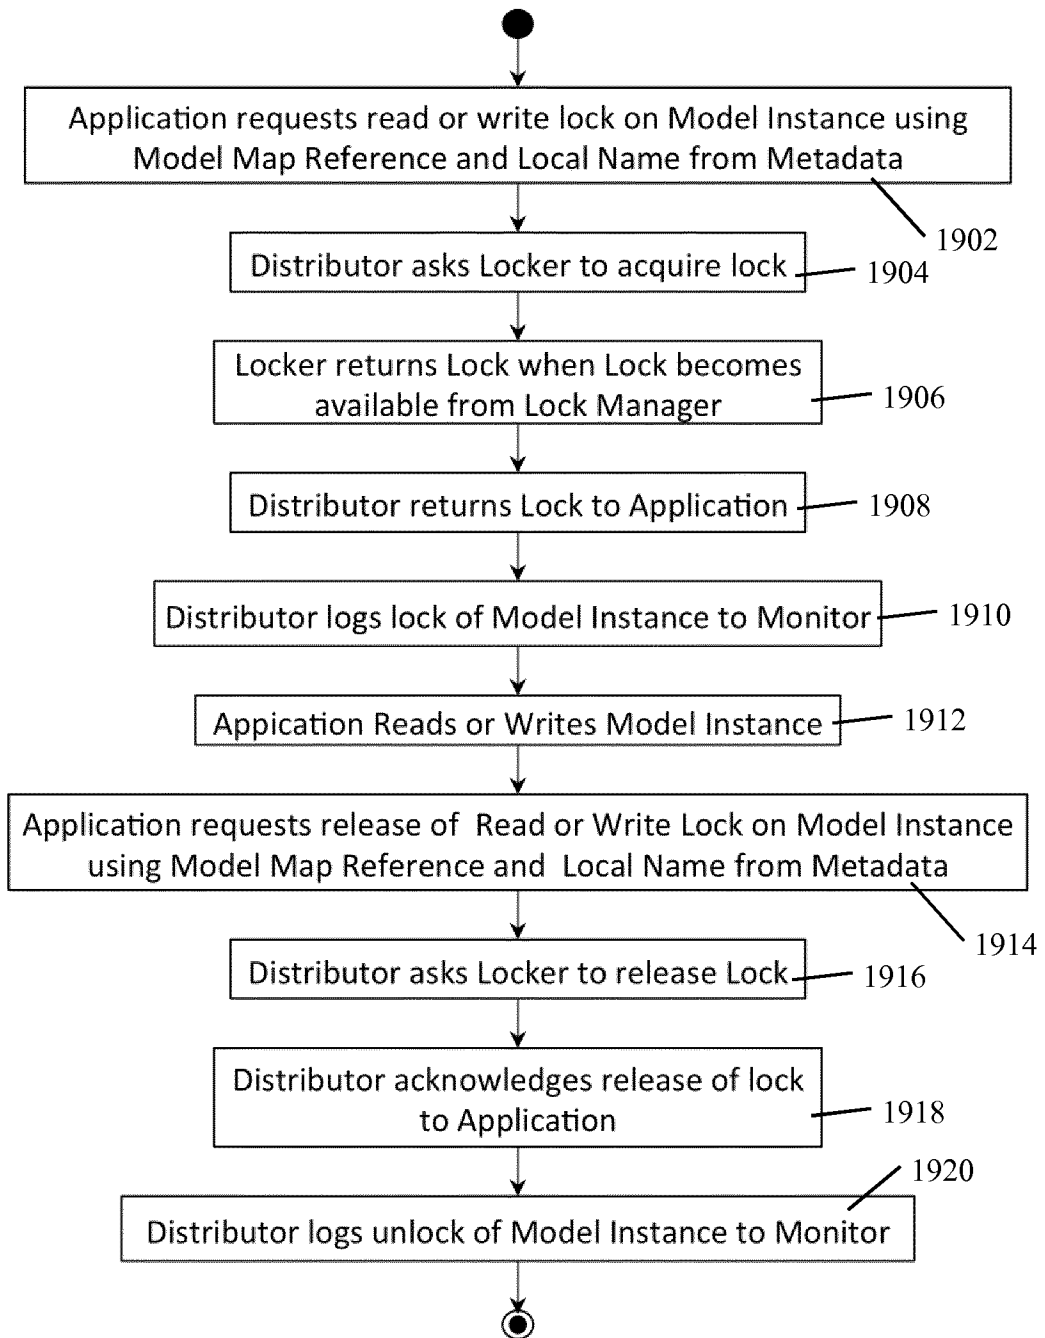 Application requests read or write lock on Model Instance using
Model Map Reference and Local Name from Metadata
1902
Distributor asks Locker to acquire lock
1904
Locker returns Lock when Lock becomes
available from Lock Manager
1906
Distributor returns Lock to Application
1908
Distributor logs lock of Model Instance to Monitor
1910
Appication Reads or Writes Model Instance
1912
Application requests release of Read or Write Lock on Model Instance
using Model Map Reference and Local Name from Metadata
1914
Distributor asks Locker to release Lock
1916
Distributor acknowledges release of lock
to Application
1918
1920
Distributor logs unlock of Model Instance to Monitor